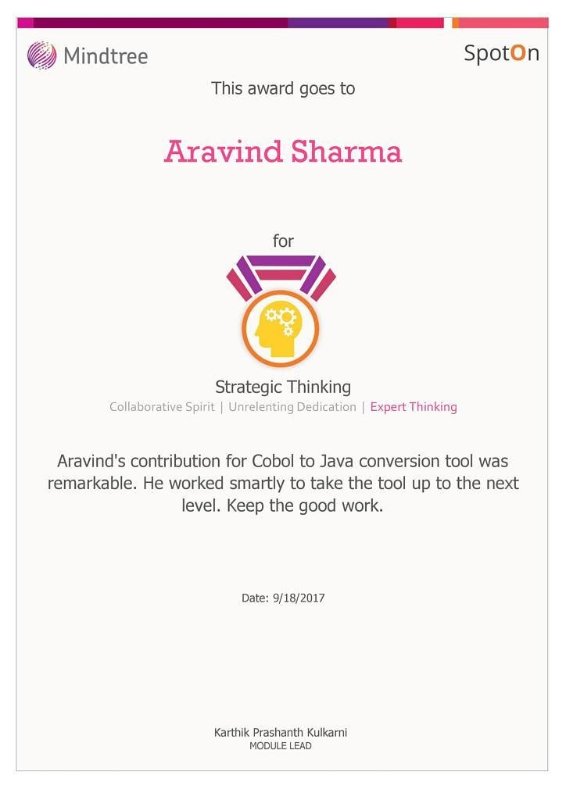 Mindtree
SpotOn
This award goes to
Aravind Sharma
for
Strategic Thinking
Collaborative Spirit | Unrelenting Dedication | Expert Thinking
Aravind's contribution for Cobol to Java conversion tool was
remarkable. He worked smartly to take the tool up to the next
level. Keep the good work.
Date: 9/18/2017
Karthik Prashanth Kulkarni
MODULE LEAD